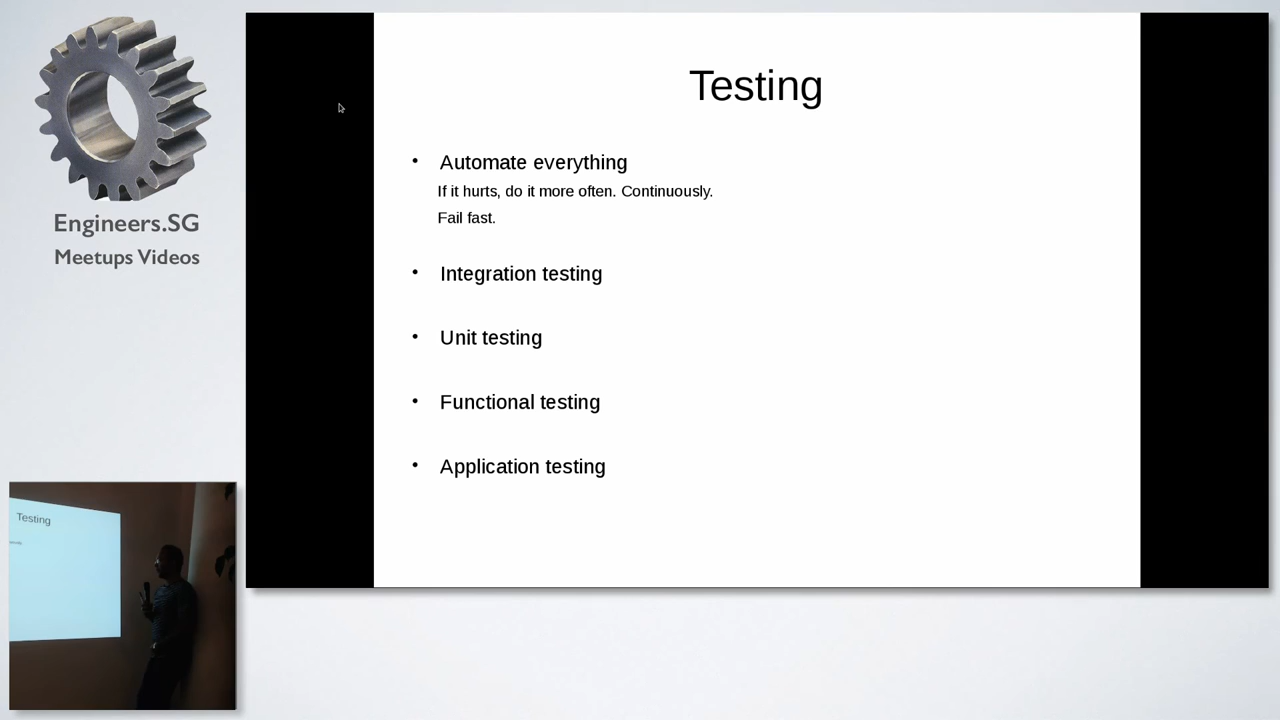 Engineers.SG
Meetups Videos
Testing
• Automate everything
If it hurts, do it more often. Continuously.
Fail fast.
• Integration testing
• Unit testing
• Functional testing
• Application testing
Testing